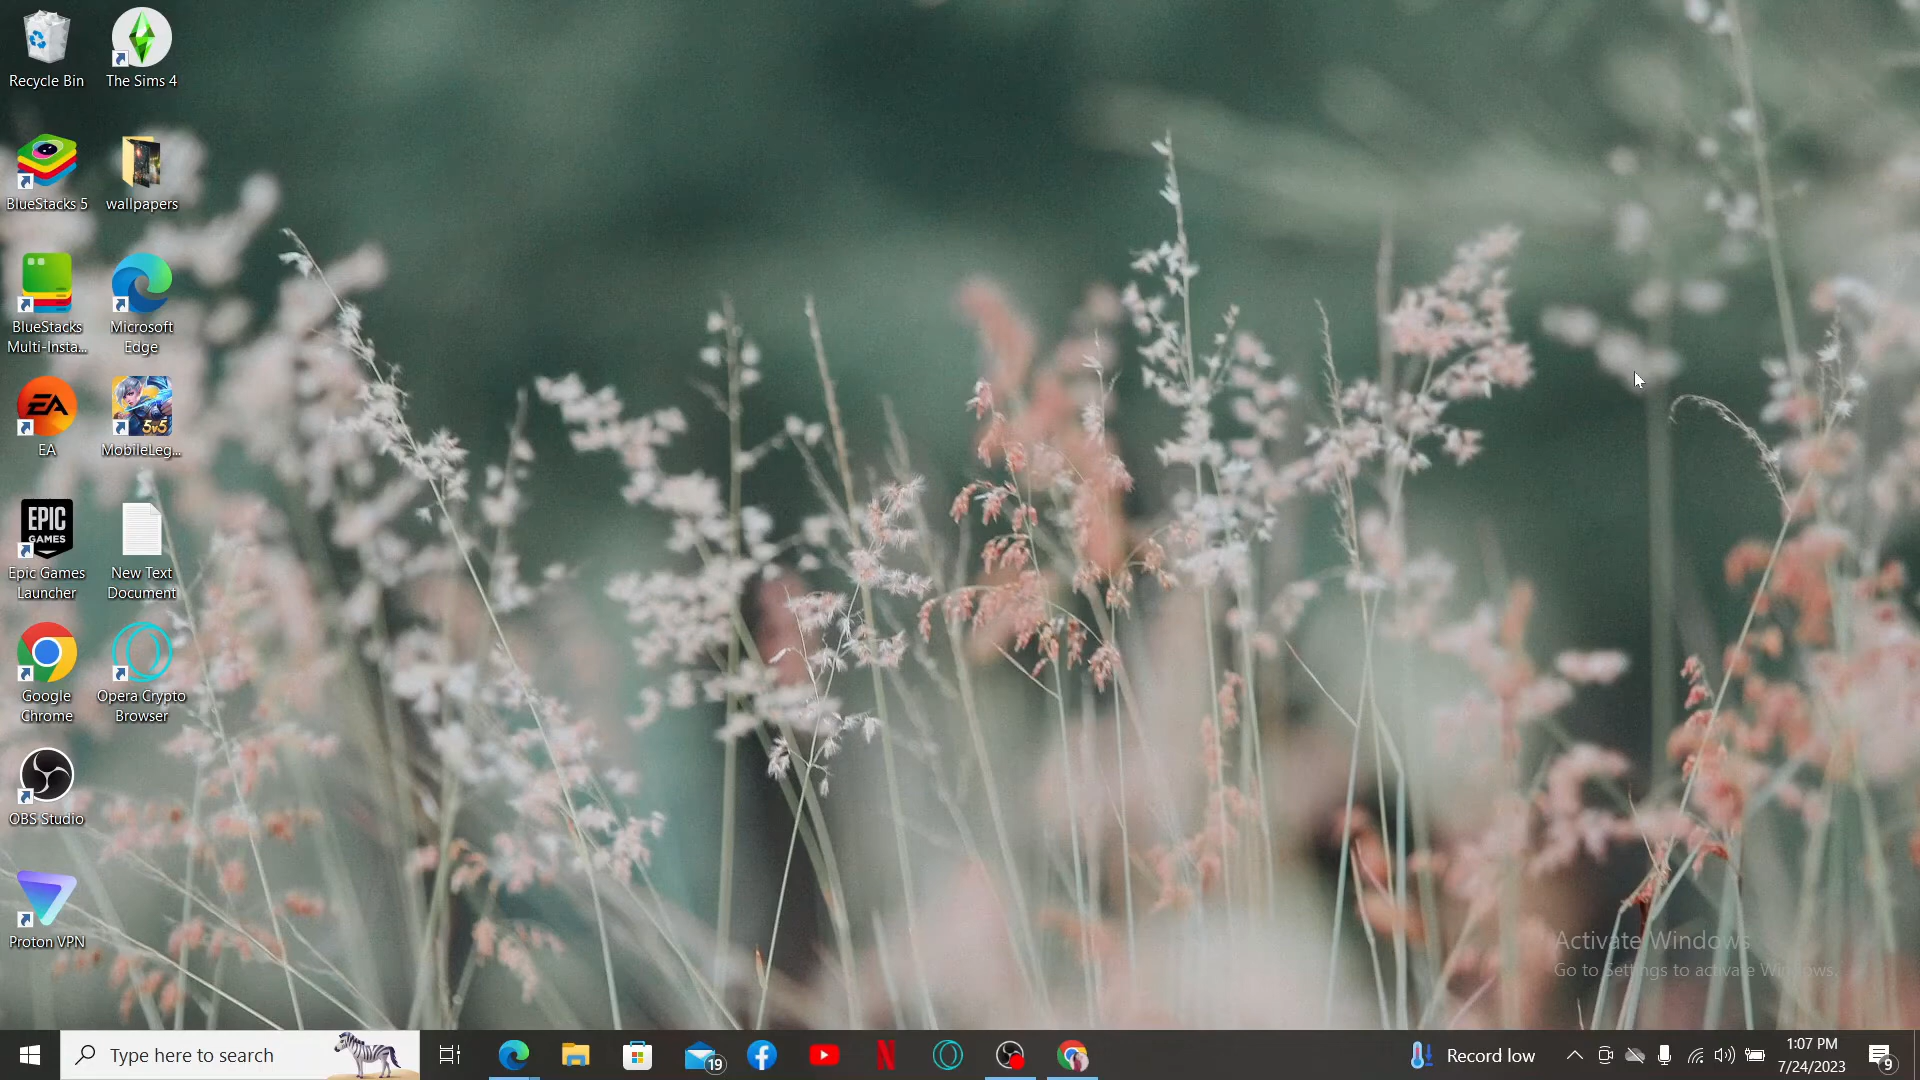 Recycle Bin
The Sims 4
BlueStacks 5
wallpapers
BlueStacks
Multi-Insta...
Microsoft
Edge
EA
EA
5v5
MobileLeg...
EPIC
GAMES
Epic Games
Launcher
New Text
Document
Google
Chrome
Opera Crypto
Browser
OBS Studio
Proton VPN
Activate Windows
Go to Settings to activate Windows.
Type here to search
19
Record low
1:07 PM
7/24/2023
9